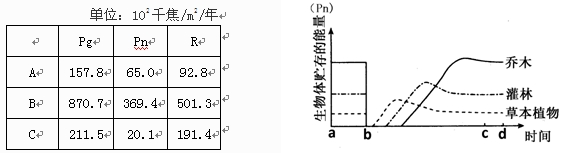 单位：10²千焦/m²/年
Pg Pn R
A 157.8 65.0 92.8
B 870.7 369.4 501.3
C 211.5 20.1 191.4
(Pn)
生物体贮存的能量
乔木
灌林
草本植物
a b c d 时间